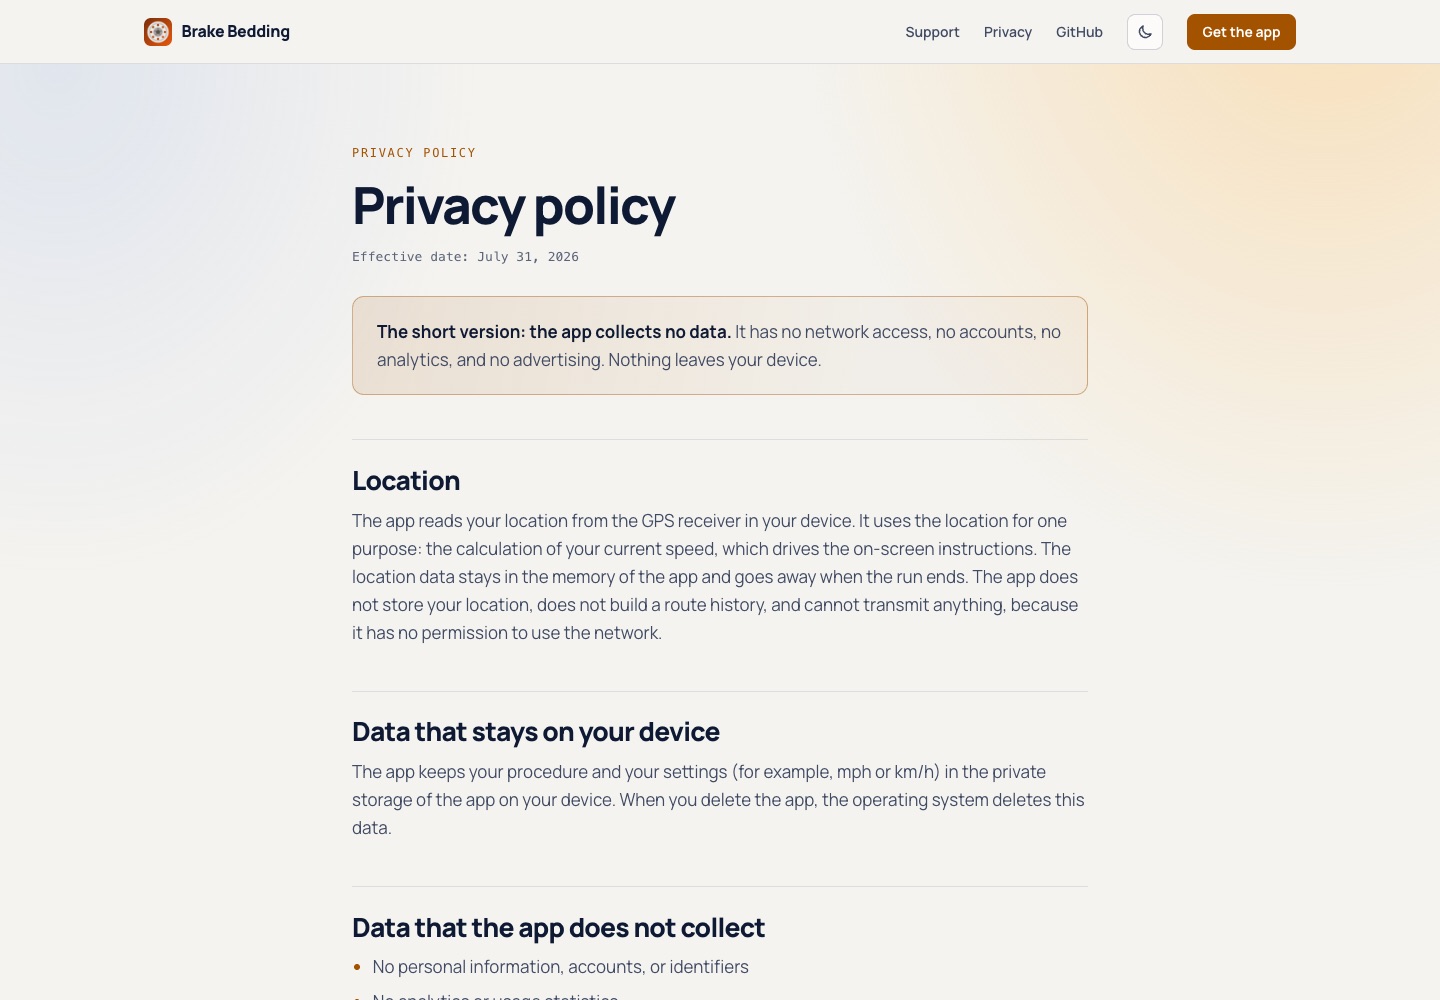 Brake Bedding
Support
Privacy
GitHub
Get the app
PRIVACY POLICY
Privacy policy
Effective date: July 31, 2026
The short version: the app collects no data. It has no network access, no accounts, no
analytics, and no advertising. Nothing leaves your device.
Location
The app reads your location from the GPS receiver in your device. It uses the location for one
purpose: the calculation of your current speed, which drives the on-screen instructions. The
location data stays in the memory of the app and goes away when the run ends. The app does
not store your location, does not build a route history, and cannot transmit anything, because
it has no permission to use the network.
Data that stays on your device
The app keeps your procedure and your settings (for example, mph or km/h) in the private
storage of the app on your device. When you delete the app, the operating system deletes this
data.
Data that the app does not collect
• No personal information, accounts, or identifiers
• No analytics or usage statistics